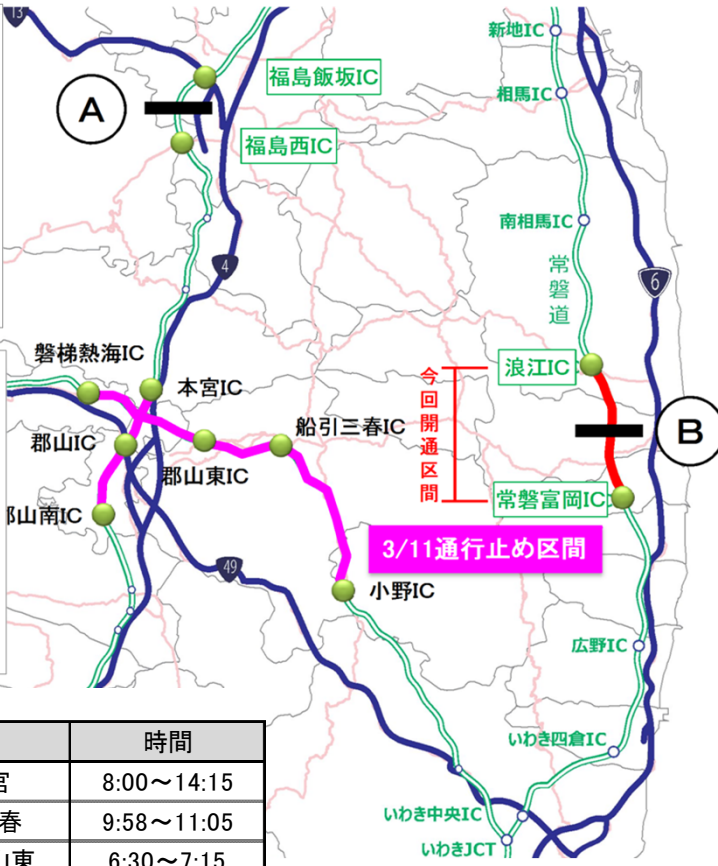 13
福島飯坂IC
A
福島西IC
4
新地IC
相馬IC
南相馬IC
常磐道
6
浪江IC
今回開通区間
B
常磐富岡IC
磐梯熱海IC
本宮IC
船引三春IC
郡山IC
郡山東IC
郡山南IC
3/11通行止め区間
49
小野IC
広野IC
いわき四倉IC
いわき中央IC
いわきJCT
時間
宮 8:00～14:15
春 9:58～11:05
山東 6:30～7:15